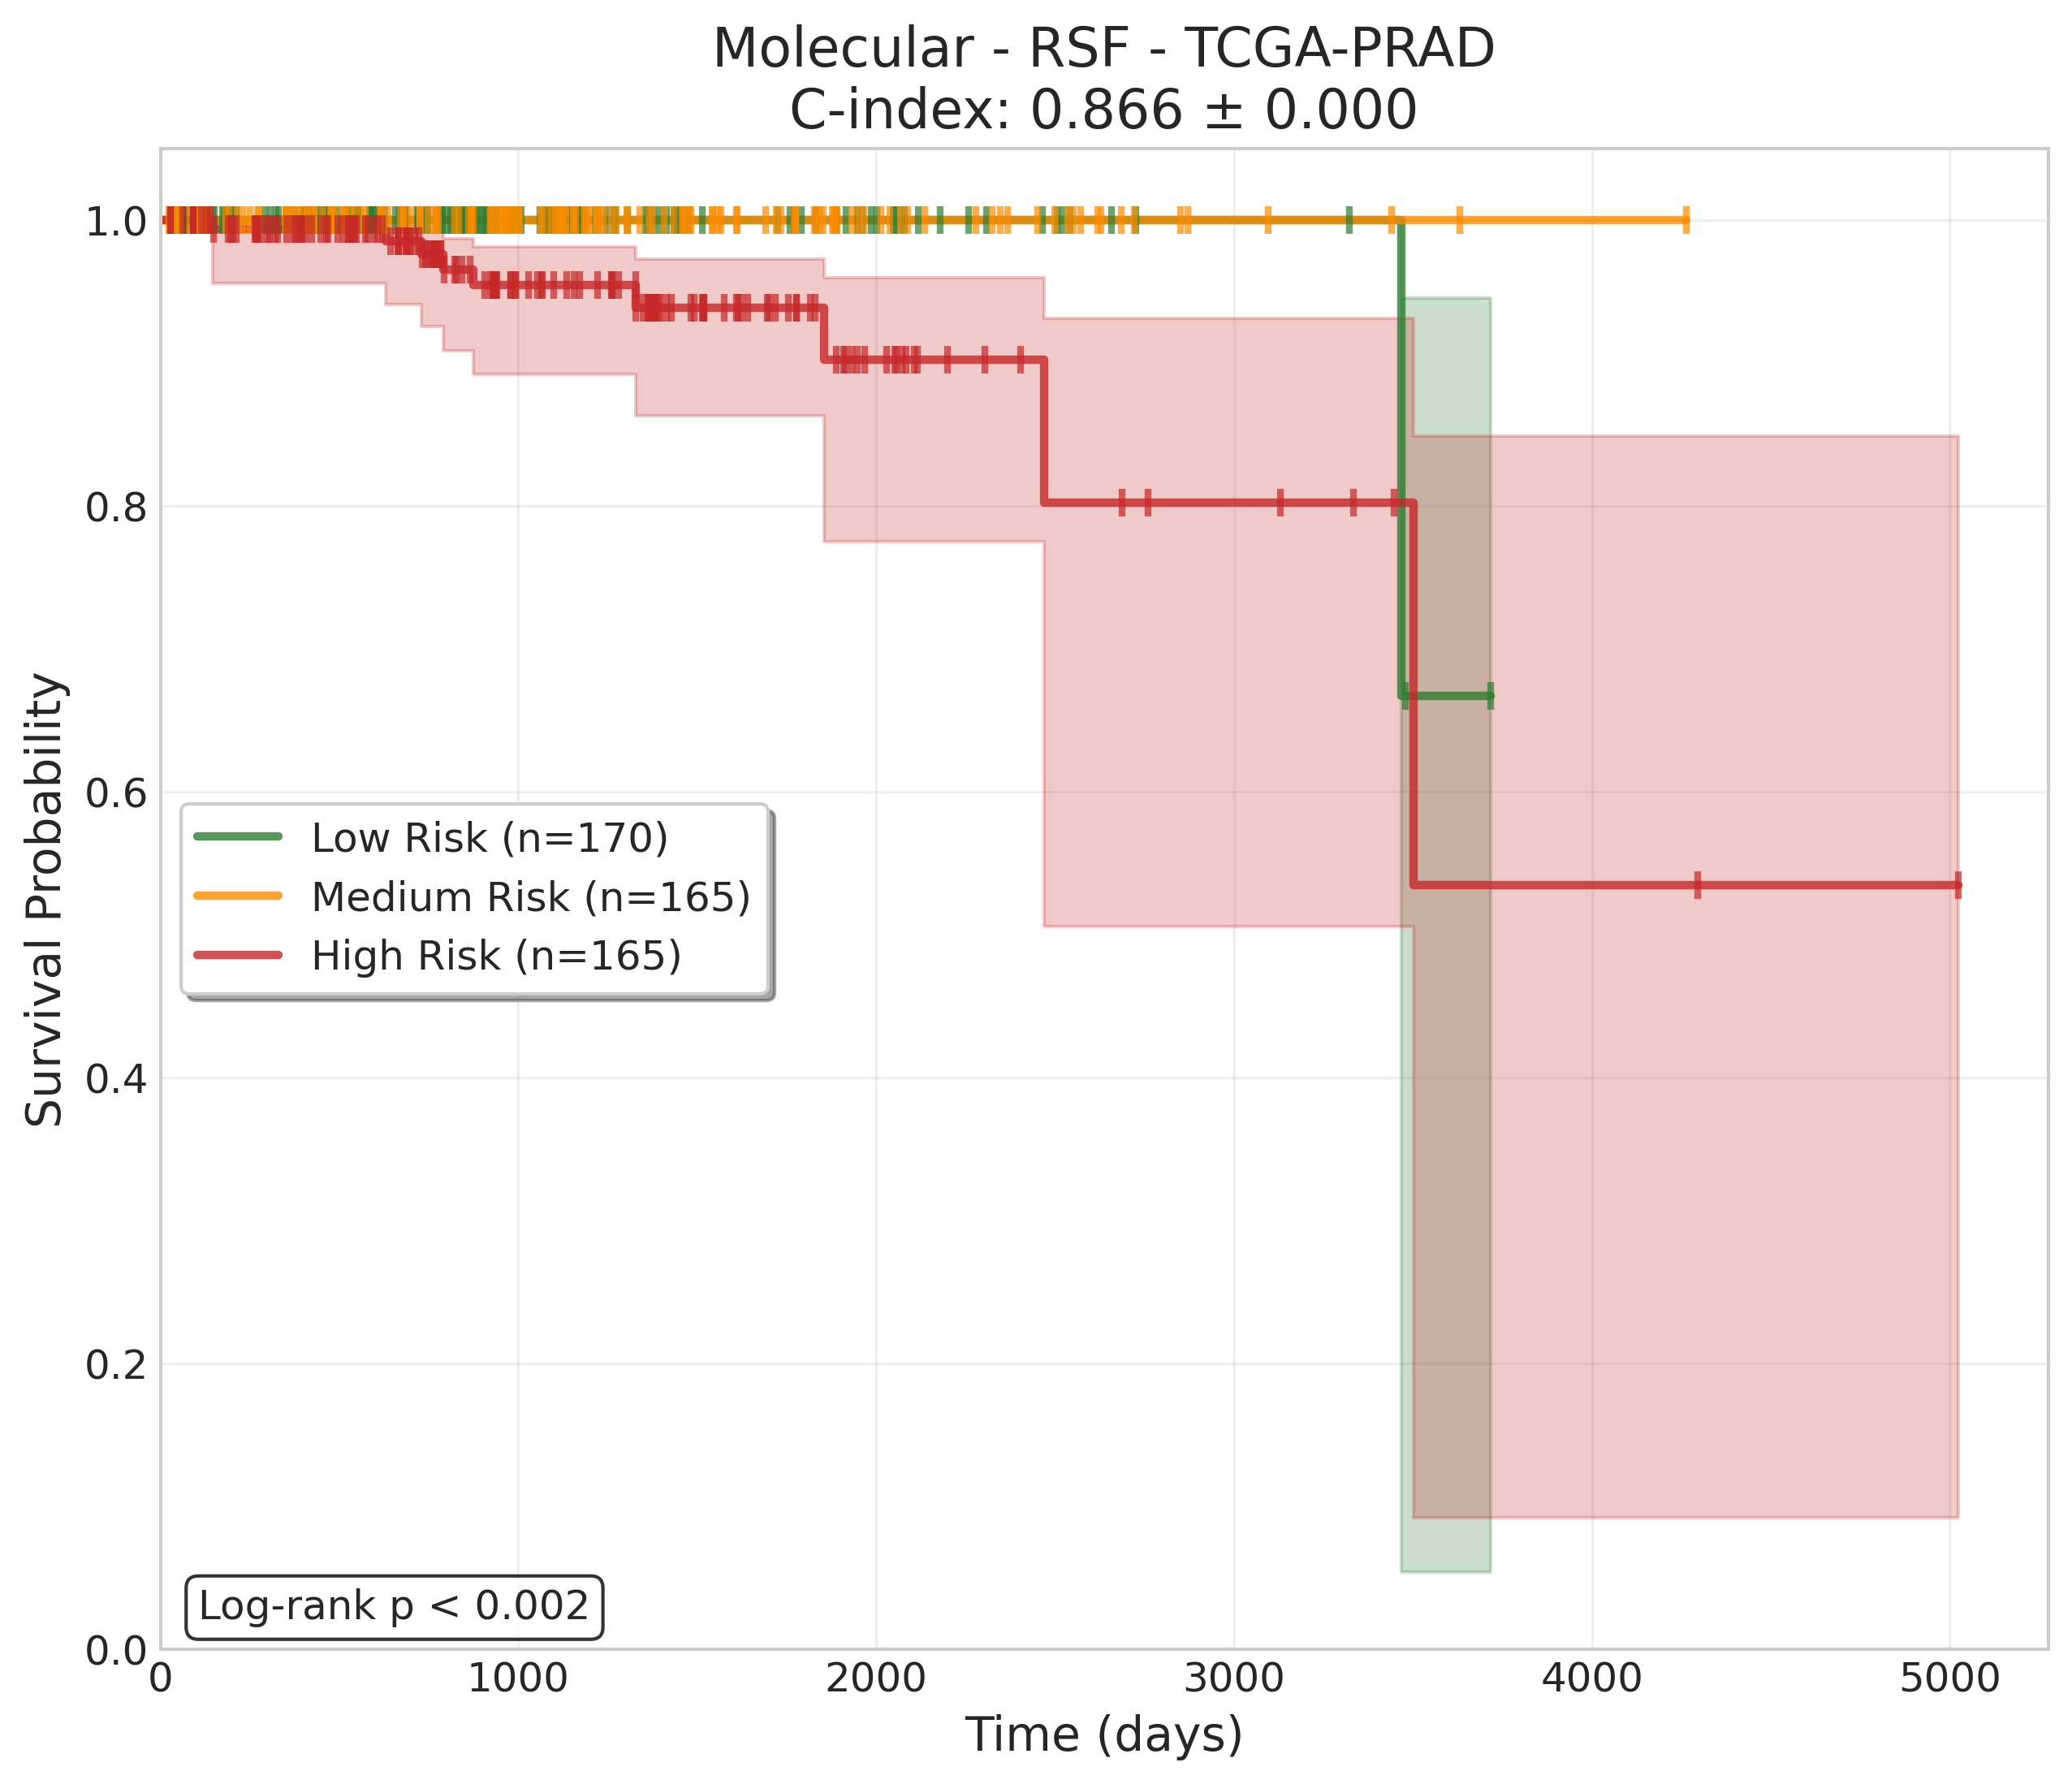 Molecular - RSF - TCGA-PRAD
C-index: 0.866 ± 0.000
Survival Probability
1.0
0.8
0.6
0.4
0.2
0.0
Low Risk (n=170)
Medium Risk (n=165)
High Risk (n=165)
Log-rank p < 0.002
0 1000 2000 3000 4000 5000
Time (days)